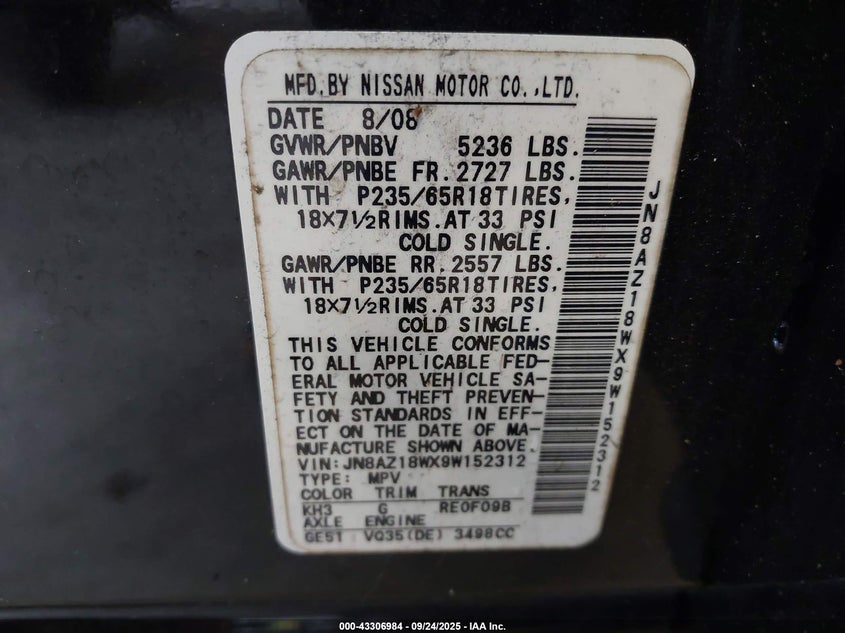 MFD.BY NISSAN MOTOR CO.,LTD.
DATE 8/08
GVWR/PNBV 5236 LBS.
GAWR/PNBE FR. 2727 LBS.
WITH P235/65R18TIRES,
18X7½RIMS.AT 33 PSI
COLD SINGLE.
GAWR/PNBE RR. 2557 LBS.
WITH P235/65R18TIRES,
18X7½RIMS.AT 33 PSI
COLD SINGLE.
THIS VEHICLE CONFORMS
TO ALL APPLICABLE FED-
ERAL MOTOR VEHICLE SA-
FETY AND THEFT PREVEN-
TION STANDARDS IN EFF-
ECT ON THE DATE OF MA-
NUFACTURE SHOWN ABOVE.
VIN:JN8AZ18WX9W152312
TYPE: MPV
COLOR TRIM TRANS
KH3 G RE0F09B
AXLE ENGINE
GE51 VQ35(DE) 3498CC
JN8AZ18WX9W152312
000-43306984 - 09/24/2025 - IAA Inc.